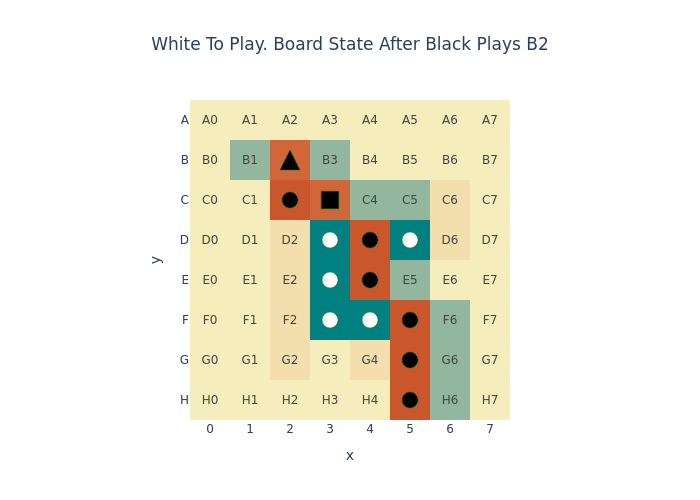 White To Play. Board State After Black Plays B2
A A0 A1 A2 A3 A4 A5 A6 A7
B B0 B1 B3 B4 B5 B6 B7
C C0 C1 C4 C5 C6 C7
D D0 D1 D2 D6 D7
y
E E0 E1 E2 E5 E6 E7
F F0 F1 F2 F6 F7
G G0 G1 G2 G3 G4 G6 G7
H H0 H1 H2 H3 H4 H6 H7
0 1 2 3 4 5 6 7
x